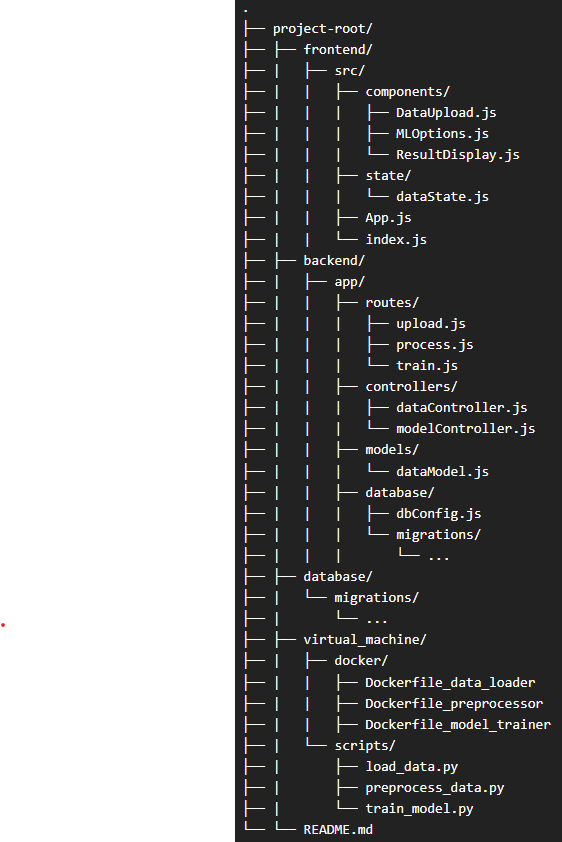 .
├── project-root/
├── ├── frontend/
├── |   ├── src/
├── |   |   ├── components/
├── |   |   |   ├── DataUpload.js
├── |   |   |   ├── MLOptions.js
├── |   |   |   └── ResultDisplay.js
├── |   |   ├── state/
├── |   |   |   └── dataState.js
├── |   |   ├── App.js
├── |   |   └── index.js
├── ├── backend/
├── |   ├── app/
├── |   |   ├── routes/
├── |   |   |   ├── upload.js
├── |   |   |   ├── process.js
├── |   |   |   └── train.js
├── |   |   ├── controllers/
├── |   |   |   ├── dataController.js
├── |   |   |   └── modelController.js
├── |   |   ├── models/
├── |   |   |   └── dataModel.js
├── |   |   ├── database/
├── |   |   |   ├── dbConfig.js
├── |   |   |   └── migrations/
├── |   |   |       └── ...
├── ├── database/
├── |   └── migrations/
├── |       └── ...
├── ├── virtual_machine/
├── |   ├── docker/
├── |   |   ├── Dockerfile_data_loader
├── |   |   ├── Dockerfile_preprocessor
├── |   |   ├── Dockerfile_model_trainer
├── |   └── scripts/
├── |       ├── load_data.py
├── |       ├── preprocess_data.py
├── |       └── train_model.py
└── └── README.md